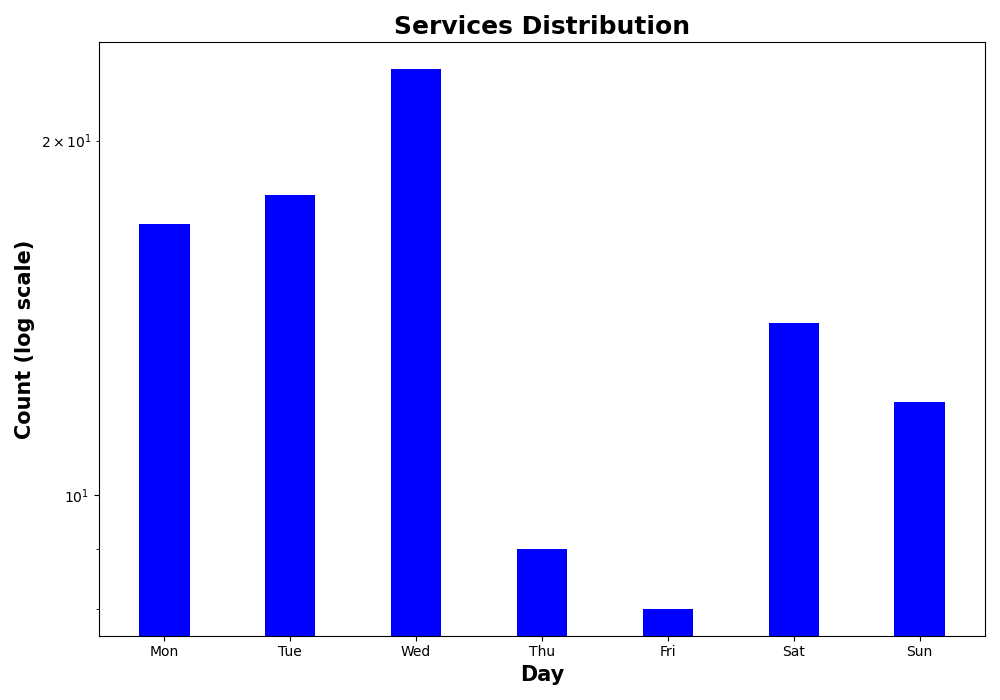 Services Distribution
Count (log scale)
2 × 10¹
10¹
Mon Tue Wed Thu Fri Sat Sun
Day